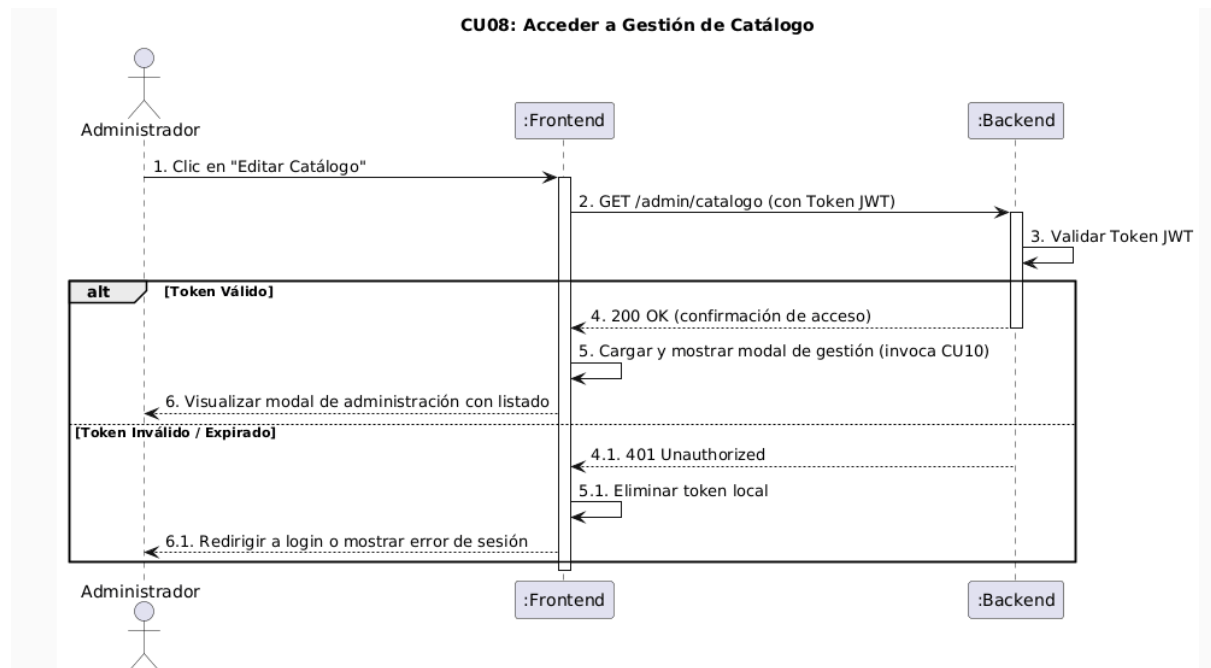 CU08: Acceder a Gestión de Catálogo
Administrador
:Frontend
:Backend
1. Clic en "Editar Catálogo"
2. GET /admin/catalogo (con Token JWT)
3. Validar Token JWT
alt
[Token Válido]
4. 200 OK (confirmación de acceso)
5. Cargar y mostrar modal de gestión (invoca CU10)
6. Visualizar modal de administración con listado
[Token Inválido / Expirado]
4.1. 401 Unauthorized
5.1. Eliminar token local
6.1. Redirigir a login o mostrar error de sesión
Administrador
:Frontend
:Backend